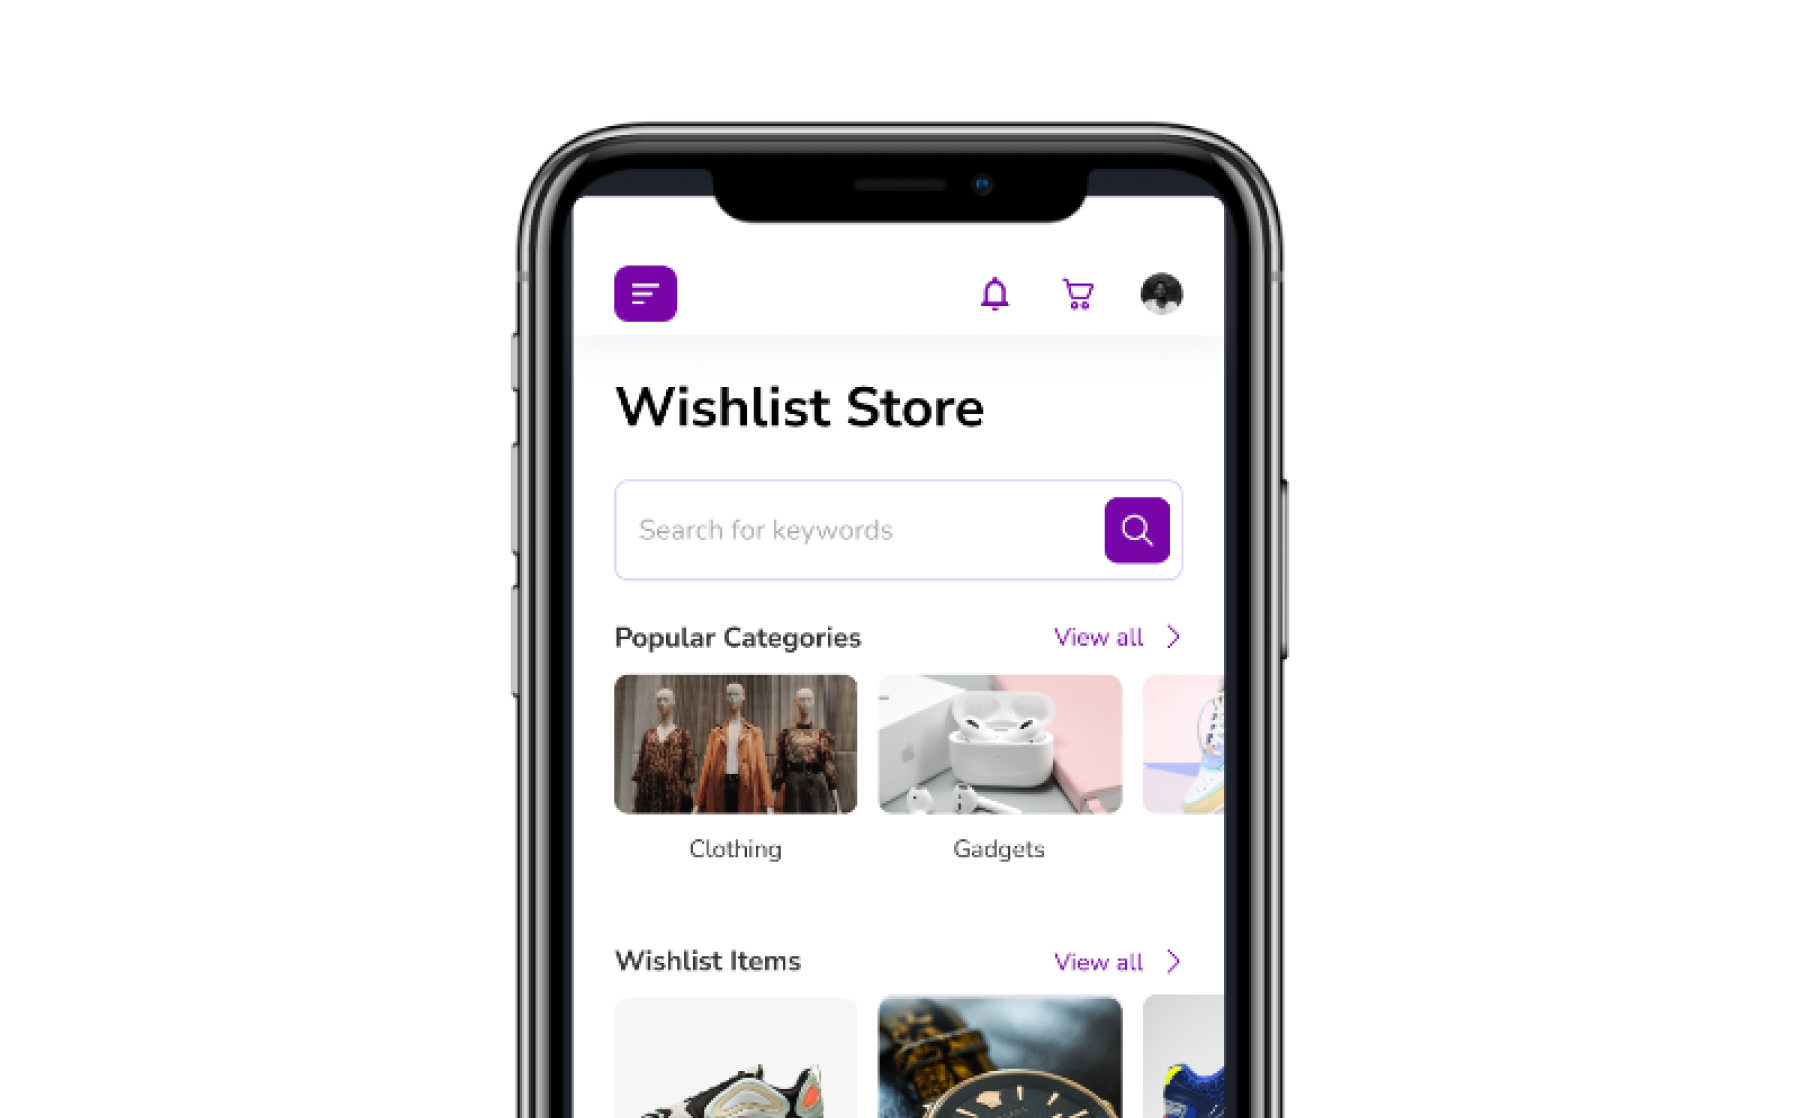 Wishlist Store
Search for keywords
Popular Categories
View all
Clothing
Gadgets
Wishlist Items
View all